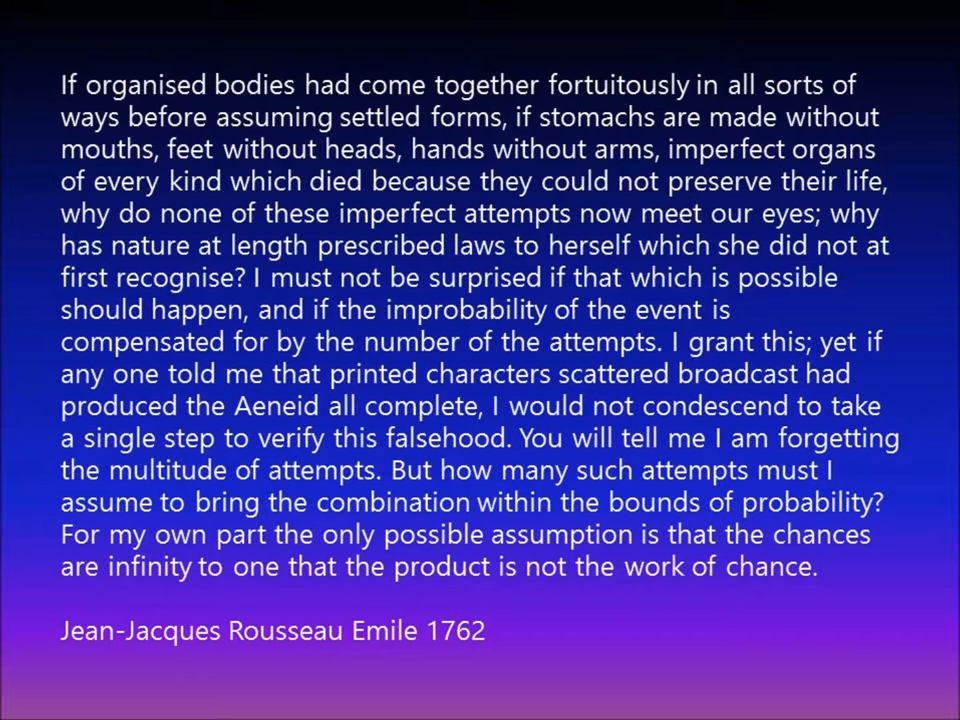 If organised bodies had come together fortuitously in all sorts of
ways before assuming settled forms, if stomachs are made without
mouths, feet without heads, hands without arms, imperfect organs
of every kind which died because they could not preserve their life,
why do none of these imperfect attempts now meet our eyes; why
has nature at length prescribed laws to herself which she did not at
first recognise? I must not be surprised if that which is possible
should happen, and if the improbability of the event is
compensated for by the number of the attempts. I grant this; yet if
any one told me that printed characters scattered broadcast had
produced the Aeneid all complete, I would not condescend to take
a single step to verify this falsehood. You will tell me I am forgetting
the multitude of attempts. But how many such attempts must I
assume to bring the combination within the bounds of probability?
For my own part the only possible assumption is that the chances
are infinity to one that the product is not the work of chance.
Jean-Jacques Rousseau Emile 1762